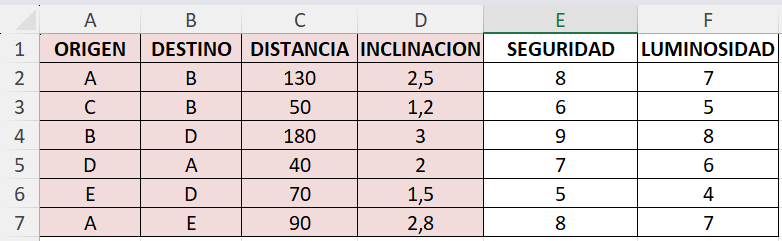 A B C D E F
1 ORIGEN DESTINO DISTANCIA INCLINACION SEGURIDAD LUMINOSIDAD
2 A B 130 2,5 8 7
3 C B 50 1,2 6 5
4 B D 180 3 9 8
5 D A 40 2 7 6
6 E D 70 1,5 5 4
7 A E 90 2,8 8 7